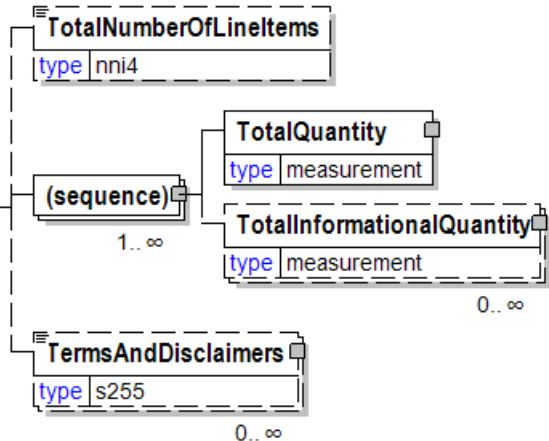 TotalNumberOfLineItems
type nni4
TotalQuantity
type measurement
(sequence)
1.. ∞
TotalInformationalQuantity
type measurement
0.. ∞
TermsAndDisclaimers
type s255
0.. ∞